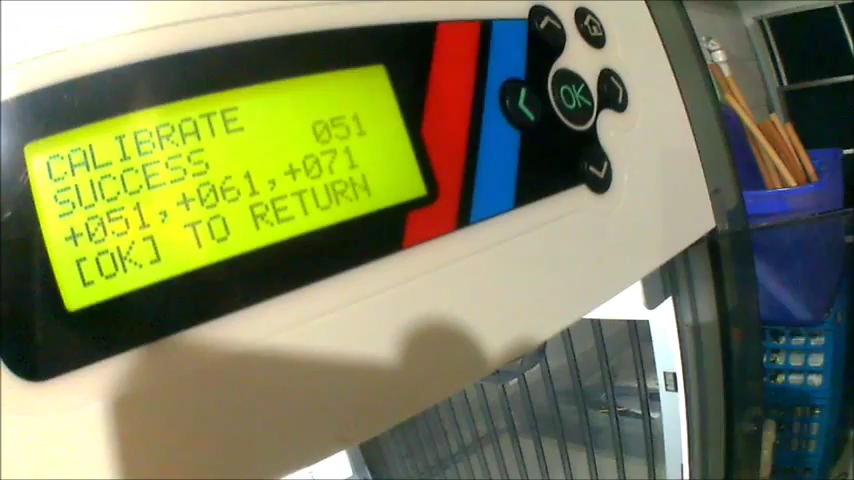 CALIBRATE 051
SUCCESS
+051,+061,+071
[OK] TO RETURN
OK